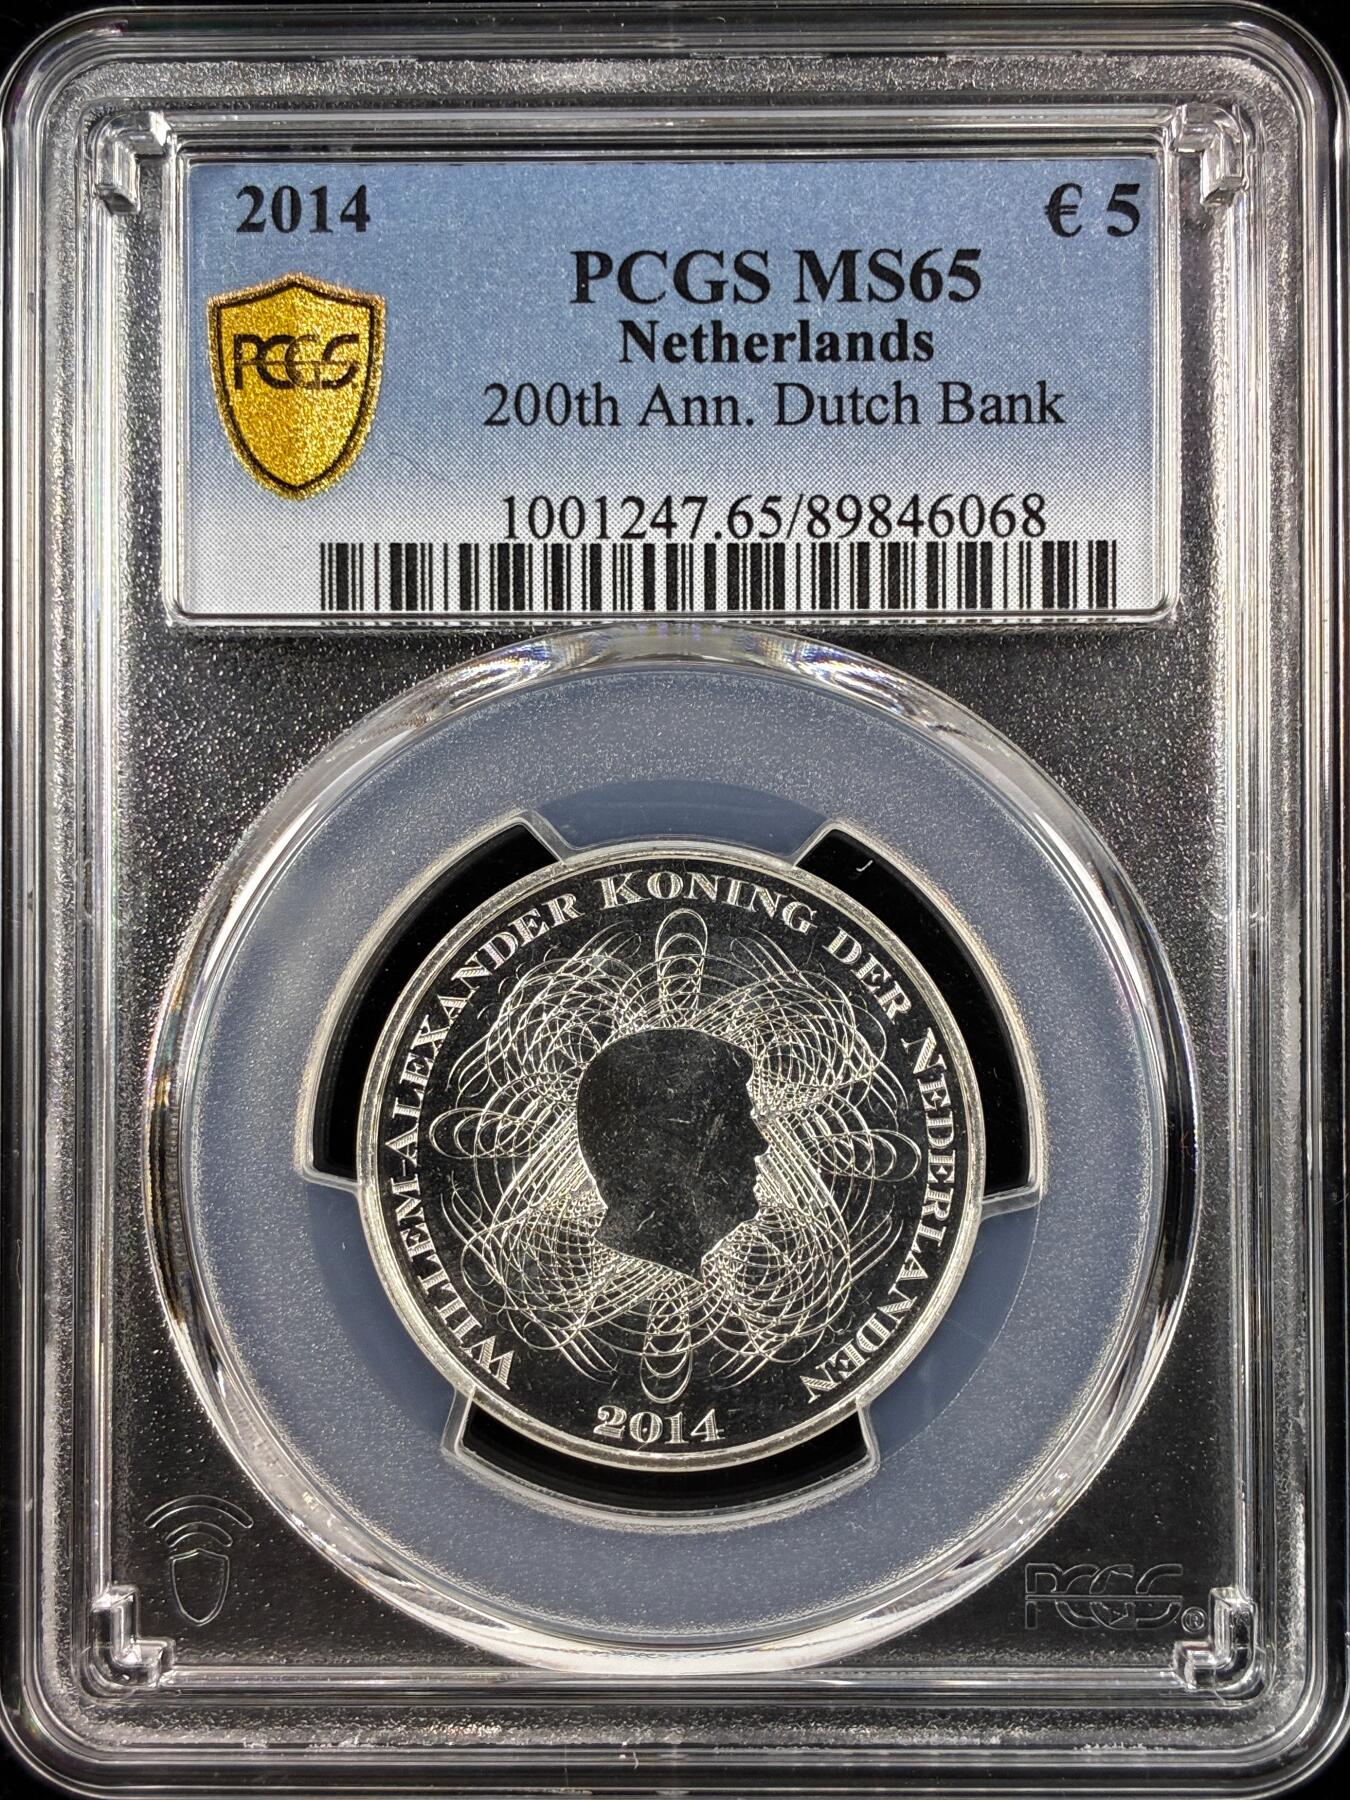 2014
€ 5
PCGS MS65
Netherlands
200th Ann. Dutch Bank
PCGS
1001247.65/89846068
WILLEM-ALEXANDER KONING DER NEDERLANDEN
2014
PCGS®